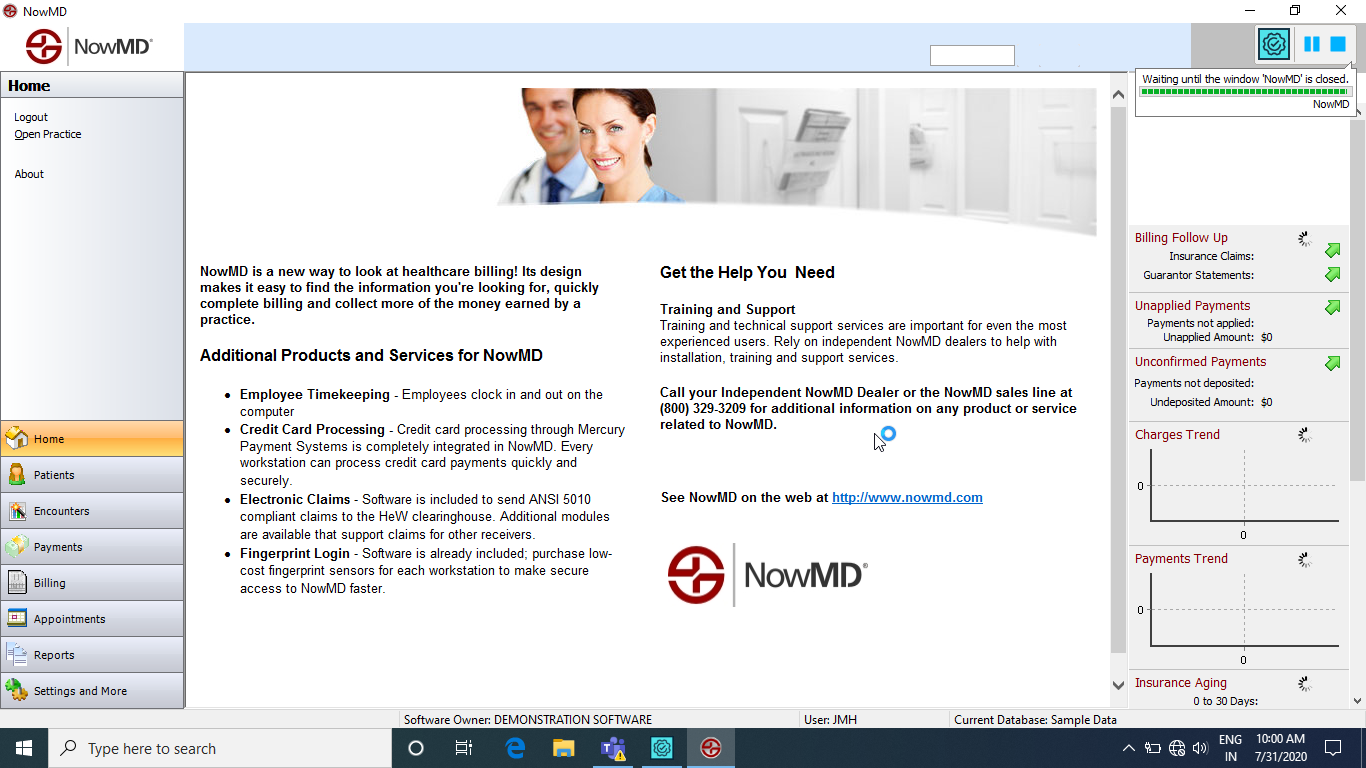 NowMD
NowMD®
Waiting until the window 'NowMD' is closed.
NowMD
Home
Logout
Open Practice
About
Home
Patients
Encounters
Payments
Billing
Appointments
Reports
Settings and More
NowMD is a new way to look at healthcare billing! Its design
makes it easy to find the information you're looking for, quickly
complete billing and collect more of the money earned by a
practice.
Additional Products and Services for NowMD
• Employee Timekeeping - Employees clock in and out on the
computer
• Credit Card Processing - Credit card processing through Mercury
Payment Systems is completely integrated in NowMD. Every
workstation can process credit card payments quickly and
securely.
• Electronic Claims - Software is included to send ANSI 5010
compliant claims to the HeW clearinghouse. Additional modules
are available that support claims for other receivers.
• Fingerprint Login - Software is already included; purchase low-
cost fingerprint sensors for each workstation to make secure
access to NowMD faster.
Get the Help You Need
Training and Support
Training and technical support services are important for even the most
experienced users. Rely on independent NowMD dealers to help with
installation, training and support services.
Call your Independent NowMD Dealer or the NowMD sales line at
(800) 329-3209 for additional information on any product or service
related to NowMD.
See NowMD on the web at http://www.nowmd.com
NowMD®
Billing Follow Up
Insurance Claims:
Guarantor Statements:
Unapplied Payments
Payments not applied:
Unapplied Amount: $0
Unconfirmed Payments
Payments not deposited:
Undeposited Amount: $0
Charges Trend
0
0
Payments Trend
0
0
Insurance Aging
0 to 30 Days:
Software Owner: DEMONSTRATION SOFTWARE
User: JMH
Current Database: Sample Data
Type here to search
ENG
IN
10:00 AM
7/31/2020